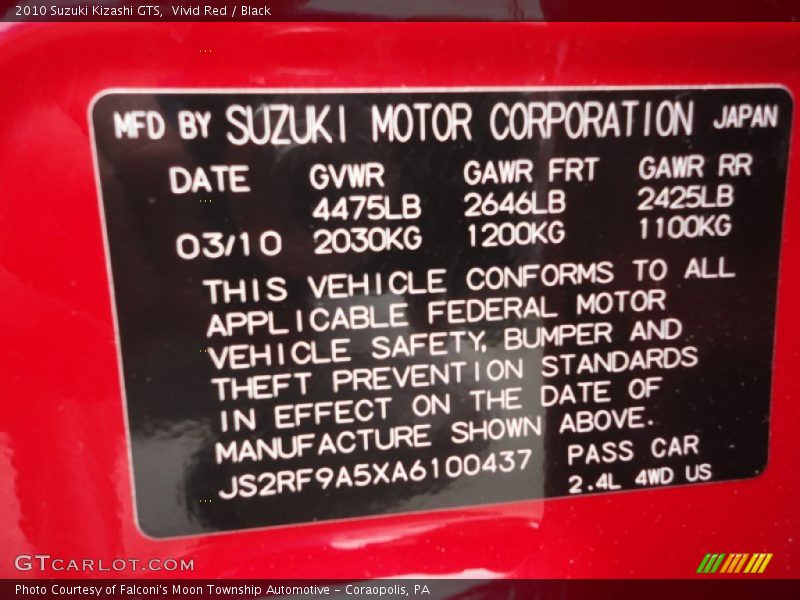 2010 Suzuki Kizashi GTS, Vivid Red / Black
MFD BY SUZUKI MOTOR CORPORATION JAPAN
DATE GVWR GAWR FRT GAWR RR
4475LB 2646LB 2425LB
03/10 2030KG 1200KG 1100KG
THIS VEHICLE CONFORMS TO ALL
APPLICABLE FEDERAL MOTOR
VEHICLE SAFETY, BUMPER AND
THEFT PREVENTION STANDARDS
IN EFFECT ON THE DATE OF
MANUFACTURE SHOWN ABOVE.
JS2RF9A5XA6100437 PASS CAR
2.4L 4WD US
GTCARLOT.COM
Photo Courtesy of Falconi's Moon Township Automotive - Coraopolis, PA